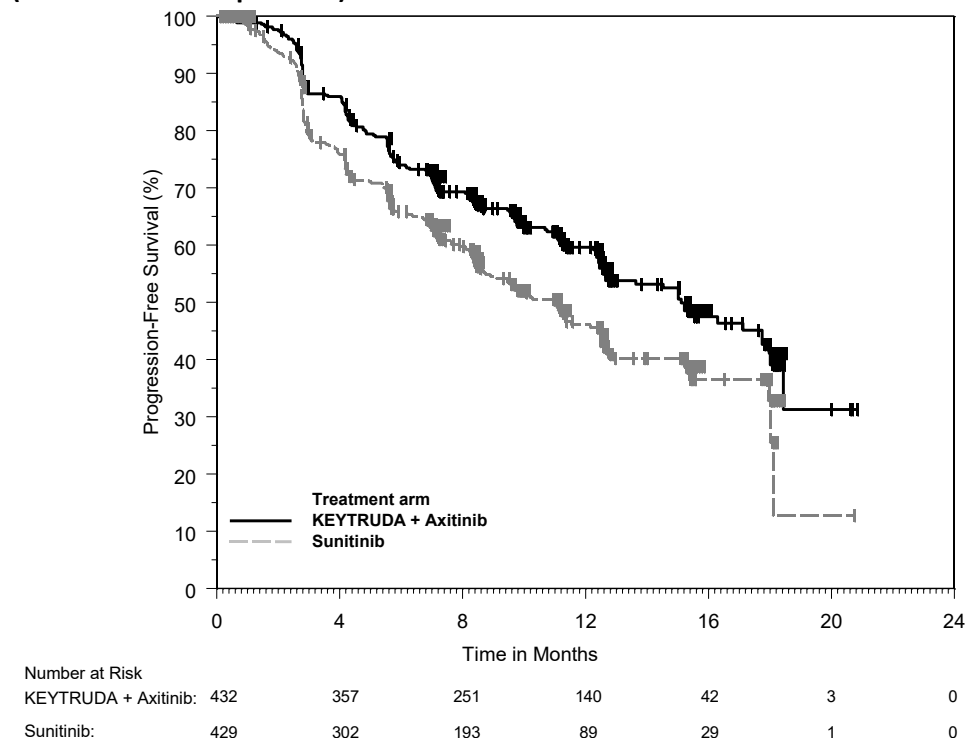 100
90
80
70
60
50
40
30
20
10
0
Progression-Free Survival (%)
Treatment arm
KEYTRUDA + Axitinib
Sunitinib
0 4 8 12 16 20 24
Time in Months
Number at Risk
KEYTRUDA + Axitinib: 432 357 251 140 42 3 0
Sunitinib: 429 302 193 89 29 1 0